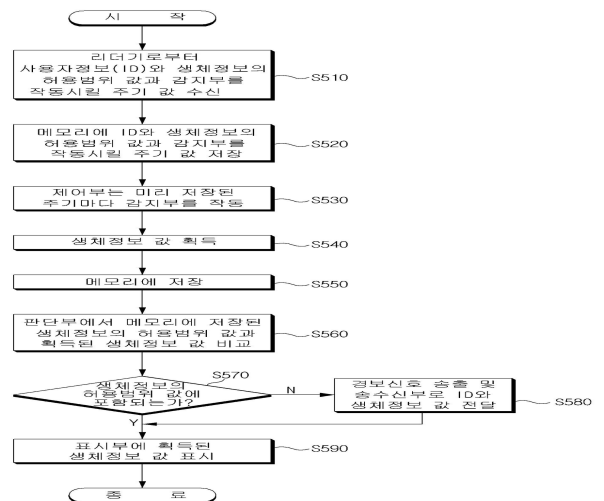 시 작
리더기로부터
사용자정보(ID)와 생체정보의
허용범위 값과 감지부를
작동시킬 주기 값 수신
S510
메모리에 ID와 생체정보의
허용범위 값과 감지부를
작동시킬 주기 값 저장
S520
제어부는 미리 저장된
주기마다 감지부를 작동
S530
생체정보 값 획득
S540
메모리에 저장
S550
판단부에서 메모리에 저장된
생체정보의 허용범위 값과
획득된 생체정보 값 비교
S560
생체정보의
허용범위 값에
포함되는가?
S570
N
경보신호 송출 및
송수신부로 ID와
생체정보 값 전달
S580
Y
표시부에 획득된
생체정보 값 표시
S590
종 료